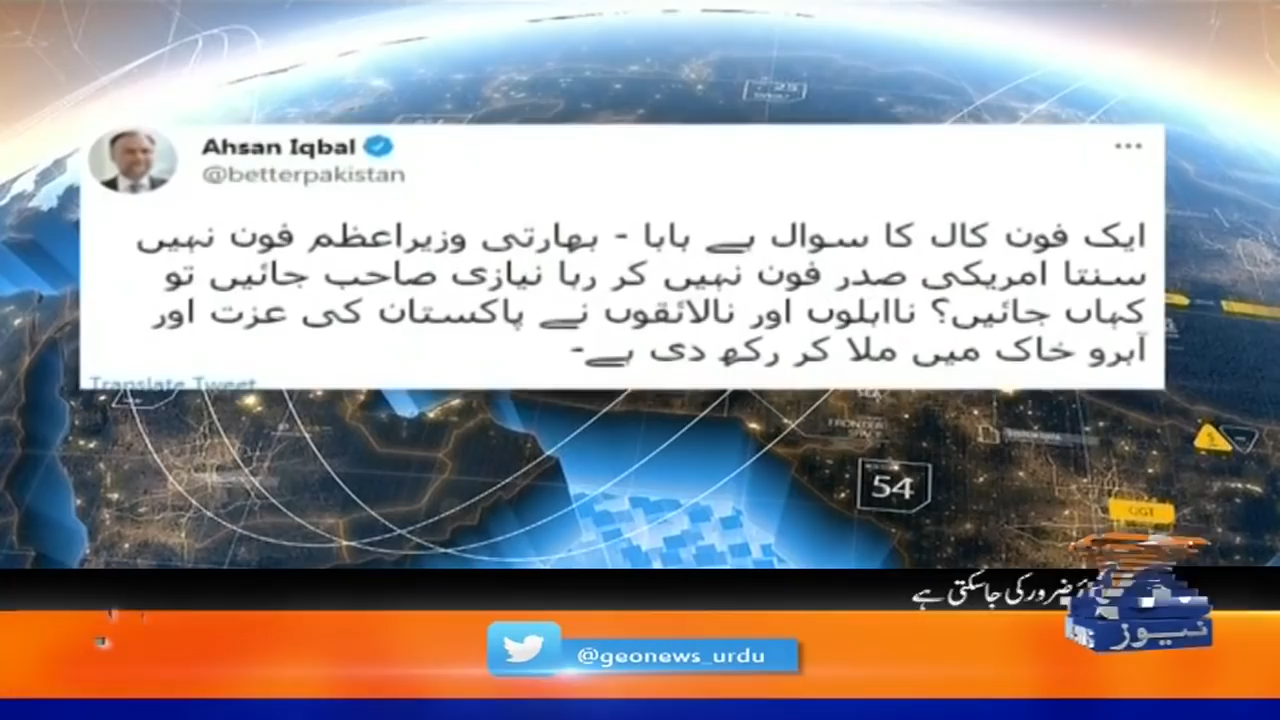 Ahsan Iqbal
@betterpakistan
ایک فون کال کا سوال ہے بابا - بھارتی وزیراعظم فون نہیں
سنتا امریکی صدر فون نہیں کر رہا نیازی صاحب جائیں تو
کہاں جائیں؟ نااہلوں اور نالائقوں نے پاکستان کی عزت اور
آبرو خاک میں ملا کر رکھ دی ہے-
Translate Tweet
FRONTIER
54
ضرور کی جاسکتی ہے
نیوز
@geonews_urdu